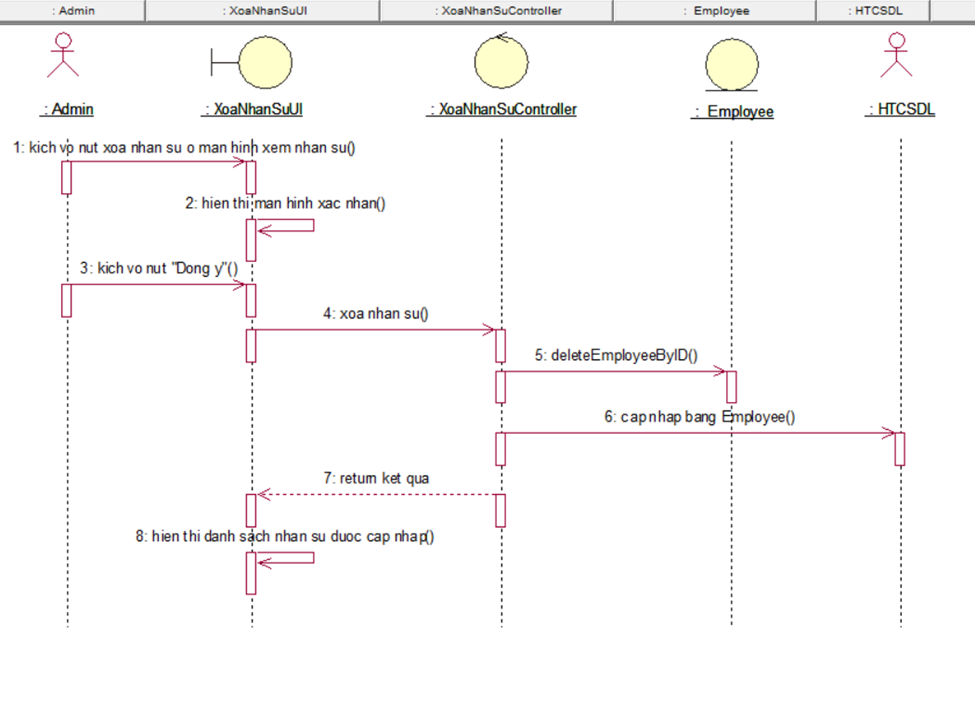 : Admin
: XoaNhanSuUI
: XoaNhanSuController
: Employee
: HTCSDL
: Admin
: XoaNhanSuUI
: XoaNhanSuController
: Employee
: HTCSDL
1: kich vo nut xoa nhan su o man hinh xem nhan su()
2: hien thi man hinh xac nhan()
3: kich vo nut "Dong y"()
4: xoa nhan su()
5: deleteEmployeeByID()
6: cap nhap bang Employee()
7: return ket qua
8: hien thi danh sach nhan su duoc cap nhap()